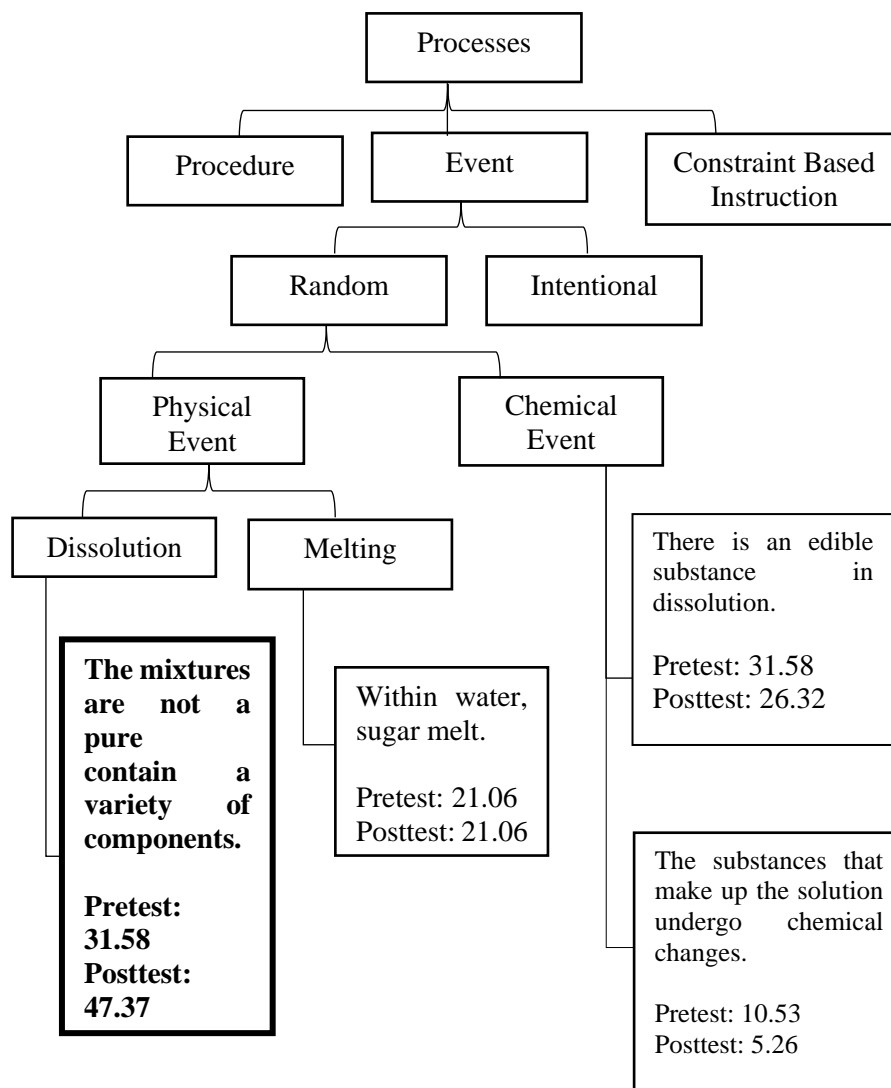 Processes
Procedure
Event
Constraint Based
Instruction
Random
Intentional
Physical
Event
Chemical
Event
Dissolution
Melting
There is an edible
substance in
dissolution.
Pretest: 31.58
Posttest: 26.32
The mixtures
are not a
pure
contain a
variety of
components.
Pretest:
31.58
Posttest:
47.37
Within water,
sugar melt.
Pretest: 21.06
Posttest: 21.06
The substances that
make up the solution
undergo chemical
changes.
Pretest: 10.53
Posttest: 5.26